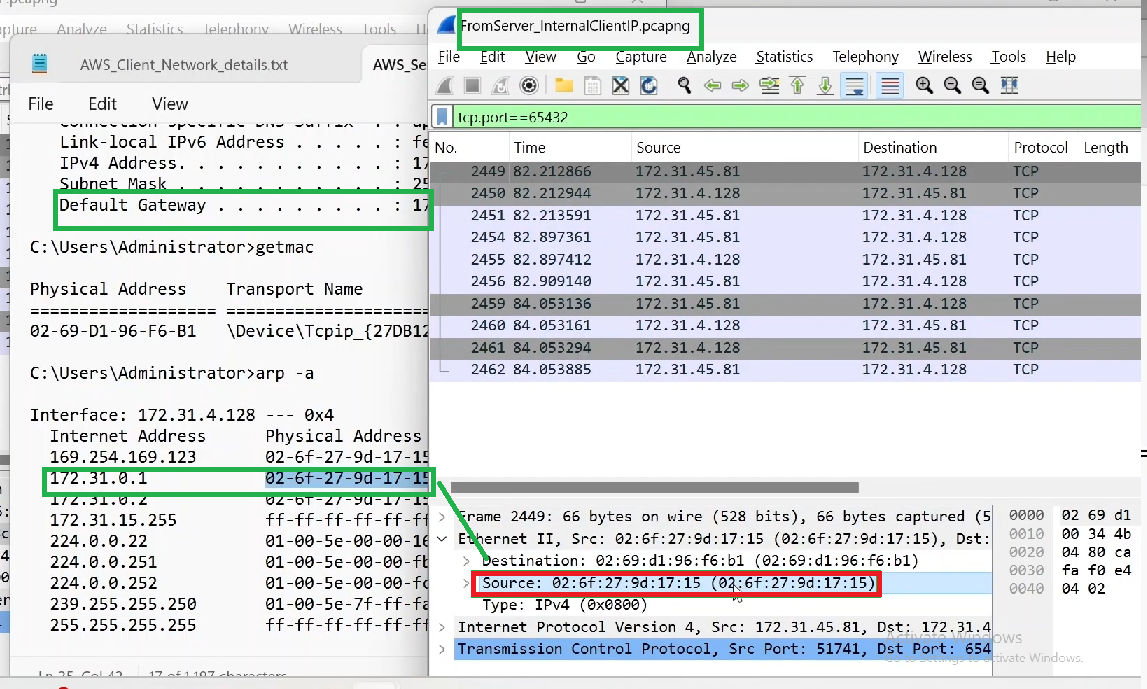 FromServer_InternalClientIP.pcapng
Analyze Statistics Telephony Wireless Tools
AWS_Client_Network_details.txt
AWS_Se
File Edit View Go Capture Analyze Statistics Telephony Wireless Tools Help
File Edit View
tcp.port==65432
Link-local IPv6 Address . . . . . : fe
IPv4 Address. . . . . . . . . . . : 17
Subnet Mask . . . . . . . . . . . : 25
Default Gateway . . . . . . . . . : 17
C:\Users\Administrator>getmac
Physical Address    Transport Name
=================== ==================
02-69-D1-96-F6-B1   \Device\Tcpip_{27DB12
C:\Users\Administrator>arp -a
Interface: 172.31.4.128 --- 0x4
Internet Address      Physical Address
169.254.169.123       02-6f-27-9d-17-15
172.31.0.1            02-6f-27-9d-17-15
172.31.0.2            02-6f-27-9d-17-15
172.31.15.255         ff-ff-ff-ff-ff-ff
224.0.0.22            01-00-5e-00-00-16
224.0.0.251           01-00-5e-00-00-fb
224.0.0.252           01-00-5e-00-00-fc
239.255.255.250       01-00-5e-7f-ff-fa
255.255.255.255       ff-ff-ff-ff-ff-ff
No. Time Source Destination Protocol Length
2449 82.212866 172.31.45.81 172.31.4.128 TCP
2450 82.212944 172.31.4.128 172.31.45.81 TCP
2451 82.213591 172.31.45.81 172.31.4.128 TCP
2454 82.897361 172.31.45.81 172.31.4.128 TCP
2455 82.897412 172.31.4.128 172.31.45.81 TCP
2456 82.909140 172.31.45.81 172.31.4.128 TCP
2459 84.053136 172.31.45.81 172.31.4.128 TCP
2460 84.053161 172.31.4.128 172.31.45.81 TCP
2461 84.053294 172.31.4.128 172.31.45.81 TCP
2462 84.053885 172.31.45.81 172.31.4.128 TCP
Frame 2449: 66 bytes on wire (528 bits), 66 bytes captured (5
Ethernet II, Src: 02:6f:27:9d:17:15 (02:6f:27:9d:17:15), Dst:
Destination: 02:69:d1:96:f6:b1 (02:69:d1:96:f6:b1)
Source: 02:6f:27:9d:17:15 (02:6f:27:9d:17:15)
Type: IPv4 (0x0800)
Internet Protocol Version 4, Src: 172.31.45.81, Dst: 172.31.4
Transmission Control Protocol, Src Port: 51741, Dst Port: 654
0000 02 69 d1
0010 00 34 4b
0020 04 80 ca
0030 fa f0 e4
0040 04 02
Activate Windows
Go to Settings to activate Windows.